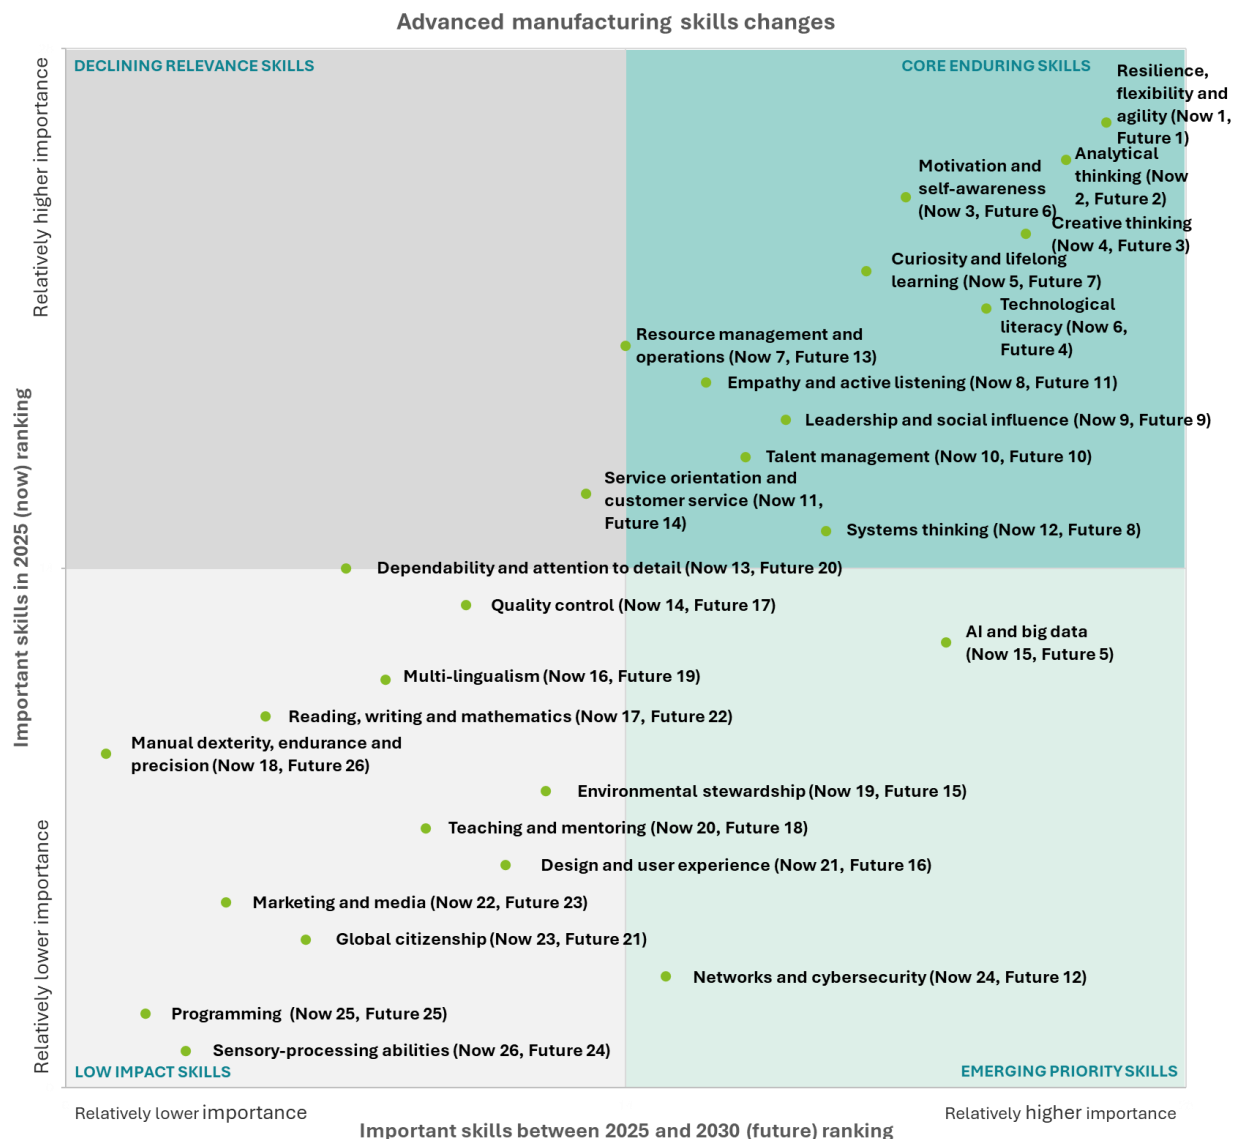 Advanced manufacturing skills changes
DECLINING RELEVANCE SKILLS
CORE ENDURING SKILLS
Relatively higher importance
Resilience,
flexibility and
agility (Now 1,
Future 1)
Analytical
thinking (Now
2, Future 2)
Motivation and
self-awareness
(Now 3, Future 6)
Creative thinking
(Now 4, Future 3)
Curiosity and lifelong
learning (Now 5, Future 7)
Technological
literacy (Now 6,
Future 4)
Resource management and
operations (Now 7, Future 13)
Empathy and active listening (Now 8, Future 11)
Leadership and social influence (Now 9, Future 9)
Talent management (Now 10, Future 10)
Service orientation and
customer service (Now 11,
Future 14)
Systems thinking (Now 12, Future 8)
Important skills in 2025 (now) ranking
Dependability and attention to detail (Now 13, Future 20)
Quality control (Now 14, Future 17)
AI and big data
(Now 15, Future 5)
Multi-lingualism (Now 16, Future 19)
Reading, writing and mathematics (Now 17, Future 22)
Manual dexterity, endurance and
precision (Now 18, Future 26)
Environmental stewardship (Now 19, Future 15)
Teaching and mentoring (Now 20, Future 18)
Design and user experience (Now 21, Future 16)
Marketing and media (Now 22, Future 23)
Global citizenship (Now 23, Future 21)
Networks and cybersecurity (Now 24, Future 12)
Programming (Now 25, Future 25)
Sensory-processing abilities (Now 26, Future 24)
Relatively lower importance
LOW IMPACT SKILLS
EMERGING PRIORITY SKILLS
Relatively lower importance
Relatively higher importance
Important skills between 2025 and 2030 (future) ranking